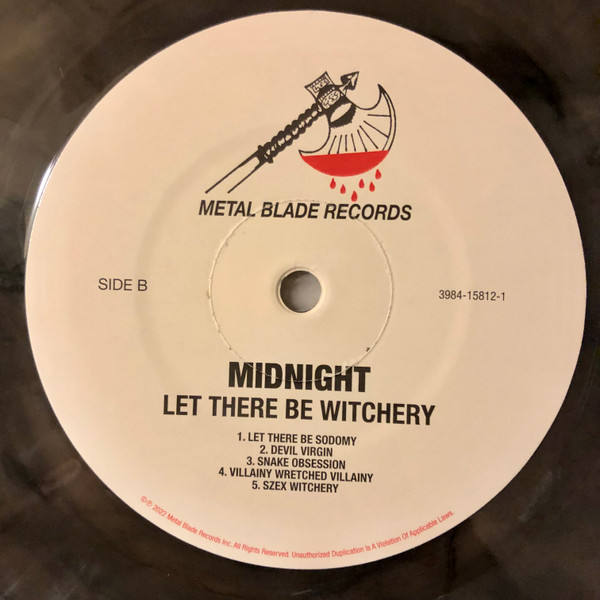 METAL BLADE RECORDS
SIDE B
3984-15812-1
MIDNIGHT
LET THERE BE WITCHERY
1. LET THERE BE SODOMY
2. DEVIL VIRGIN
3. SNAKE OBSESSION
4. VILLAINY WRETCHED VILLAINY
5. SZEX WITCHERY
©℗ 2022 Metal Blade Records Inc. All Rights Reserved. Unauthorized Duplication Is A Violation Of Applicable Laws.